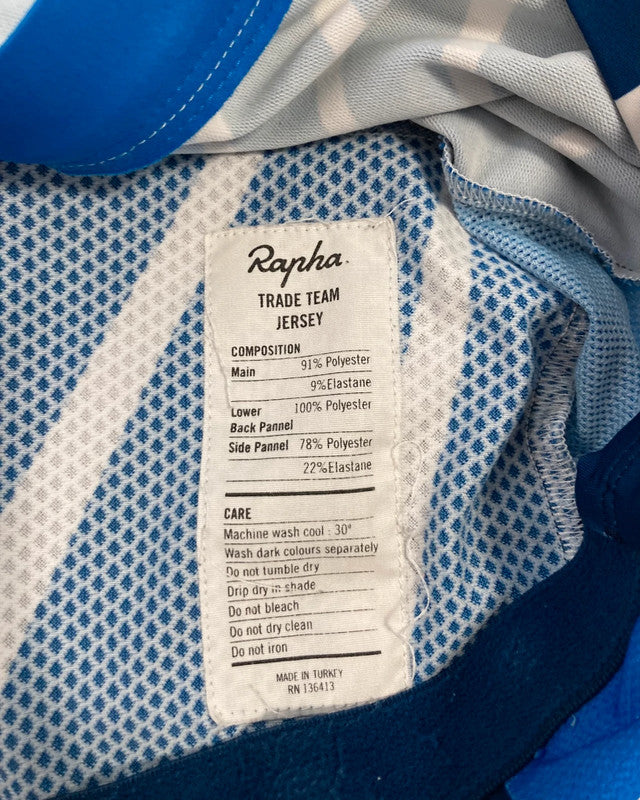 Rapha.
TRADE TEAM
JERSEY
COMPOSITION
Main 91% Polyester
9%Elastane
Lower 100% Polyester
Back Pannel
Side Pannel 78% Polyester
22%Elastane
CARE
Machine wash cool - 30°
Wash dark colours separately
Do not tumble dry
Drip dry in shade
Do not bleach
Do not dry clean
Do not iron
MADE IN TURKEY
RN 136413